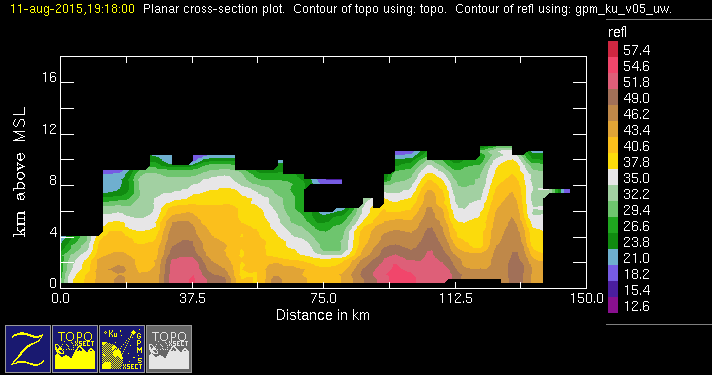 11-aug-2015,19:18:00 Planar cross-section plot. Contour of topo using: topo. Contour of refl using: gpm_ku_v05_uw.
refl
57.4
54.6
51.8
49.0
46.2
43.4
40.6
37.8
35.0
32.2
29.4
26.6
23.8
21.0
18.2
15.4
12.6
km above MSL
16
12
8
4
0
0.0 37.5 75.0 112.5 150.0
Distance in km
Z
TOPO XSECT
"Ku" GPM'S XSECT
TOPO XSECT